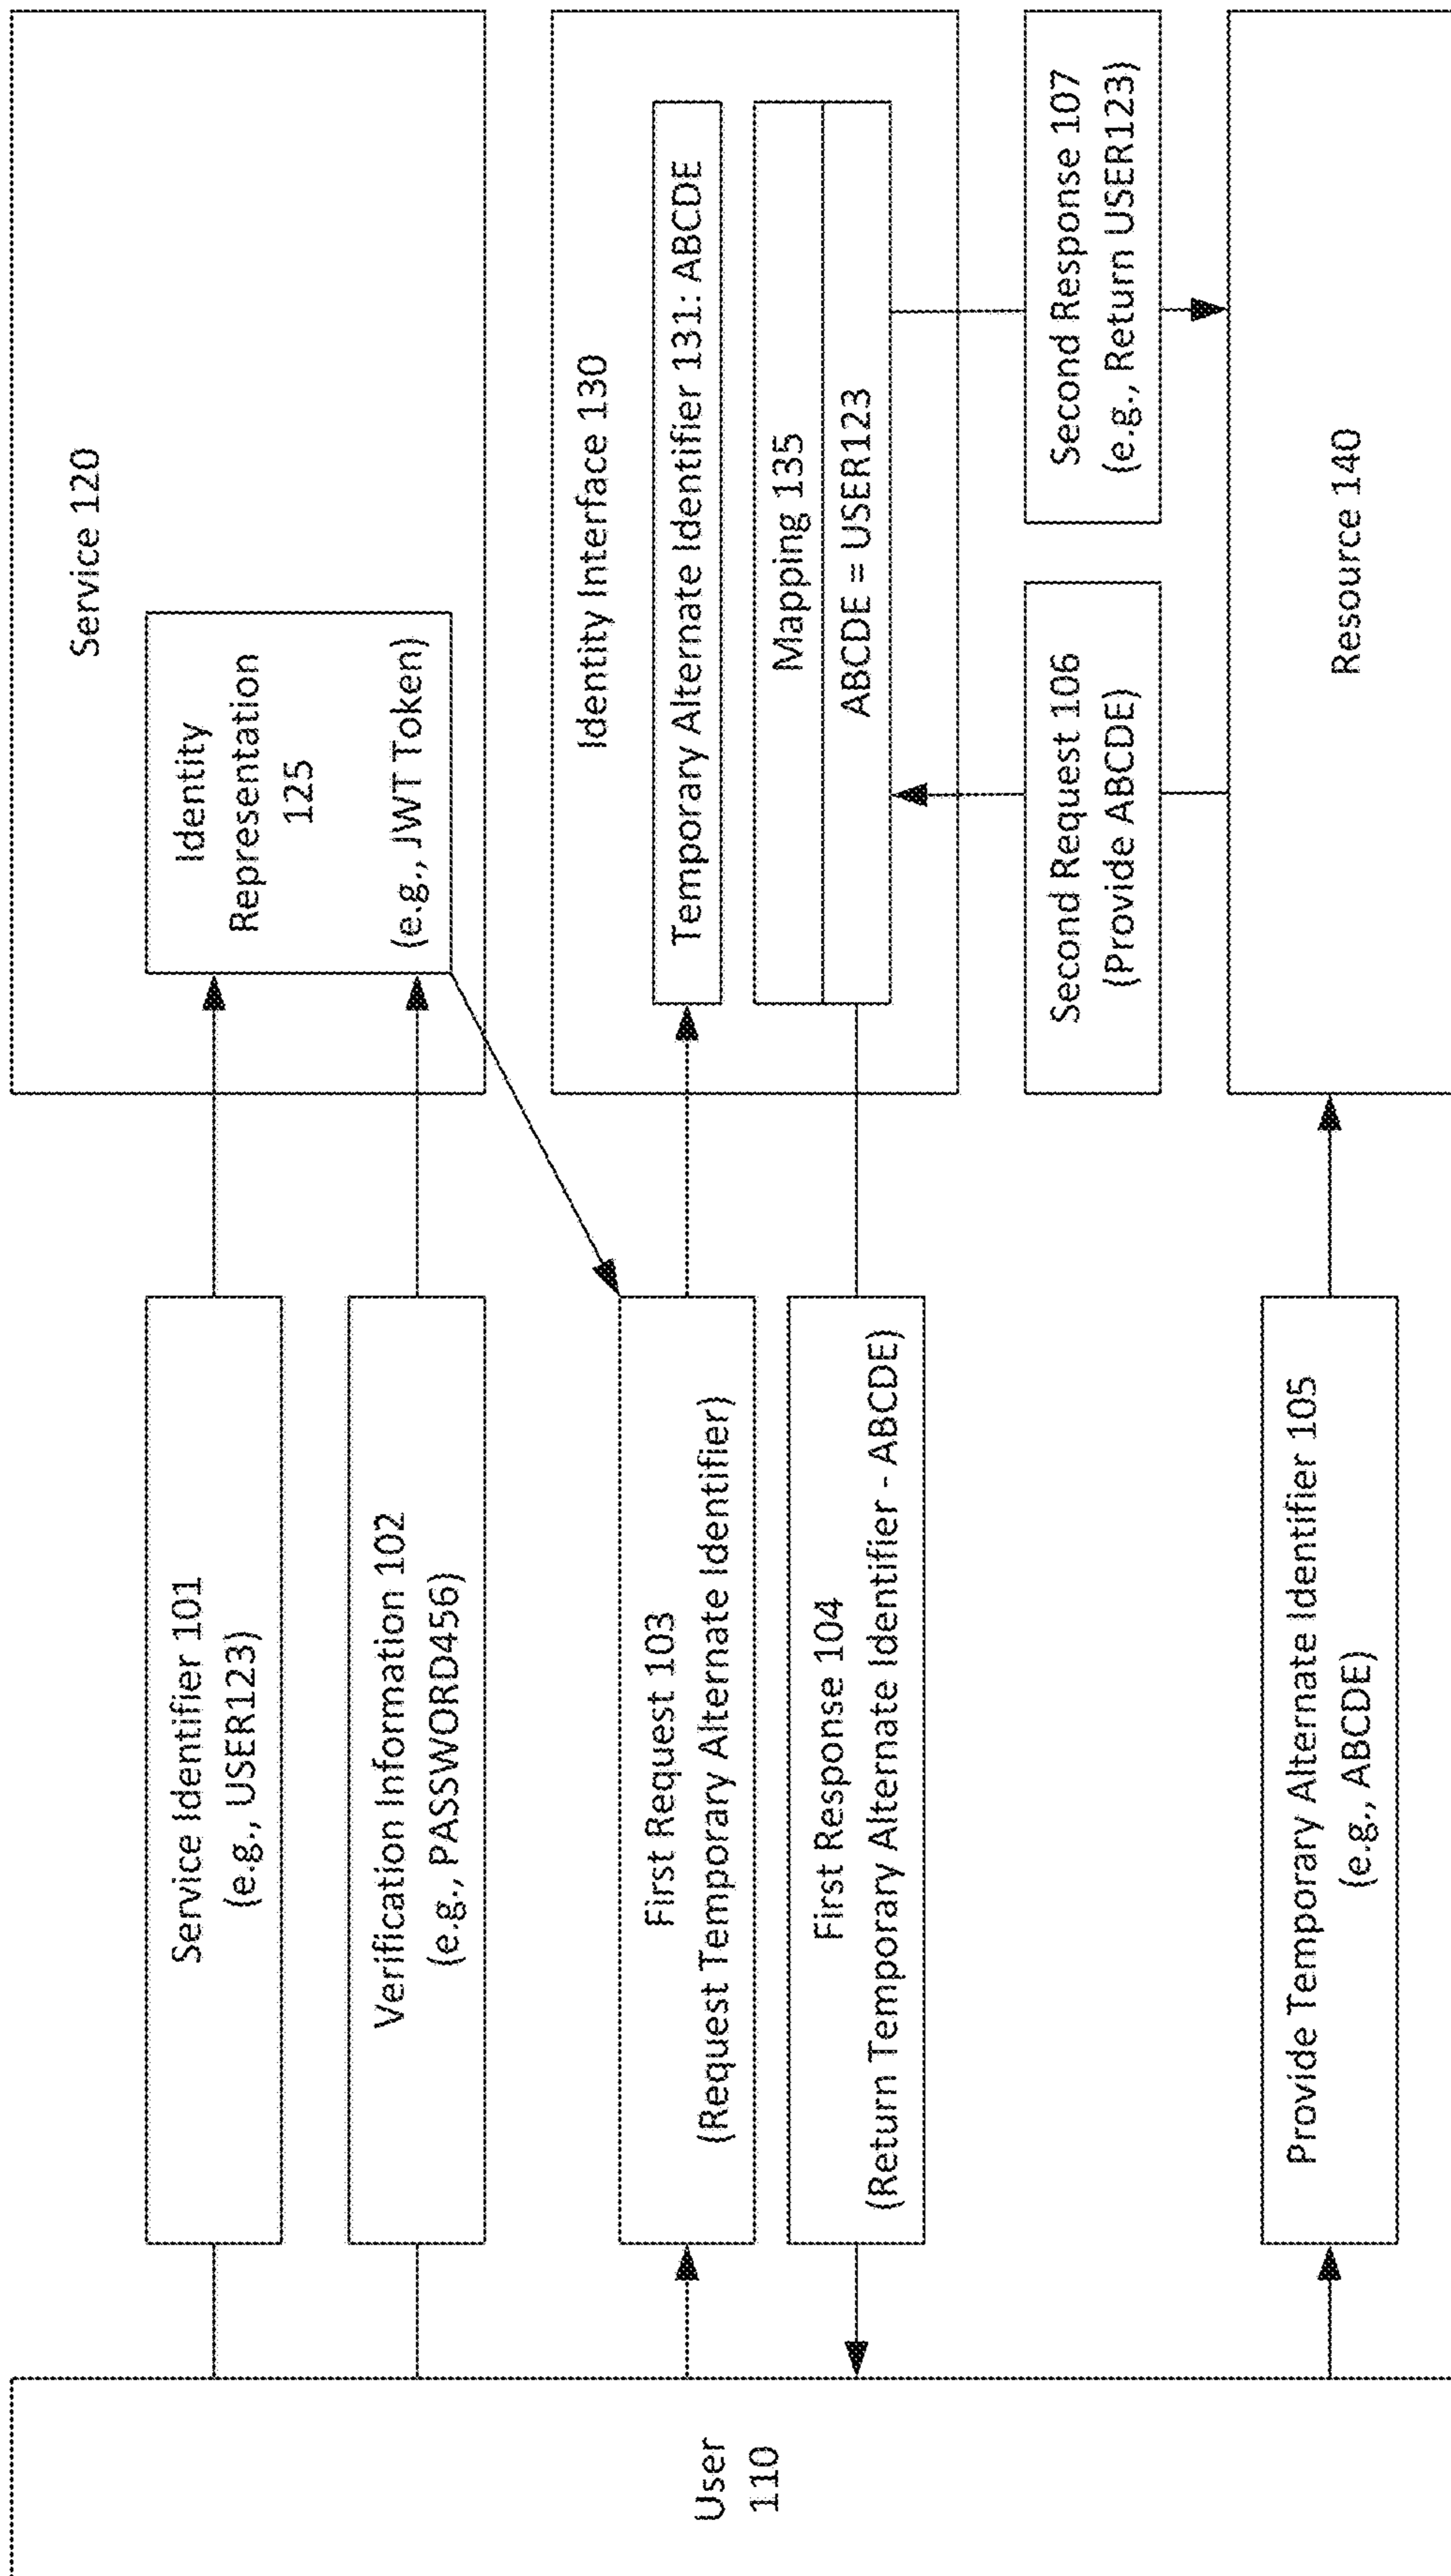 User
110
Service Identifier 101
(e.g., USER123)
Verification Information 102
(e.g., PASSWORD456)
First Request 103
(Request Temporary Alternate Identifier)
First Response 104
(Return Temporary Alternate Identifier - ABCDE)
Provide Temporary Alternate Identifier 105
(e.g., ABCDE)
Service 120
Identity
Representation
125
(e.g., JWT Token)
Identity Interface 130
Temporary Alternate Identifier 131: ABCDE
Mapping 135
ABCDE = USER123
Second Request 106
(Provide ABCDE)
Second Response 107
(e.g., Return USER123)
Resource 140